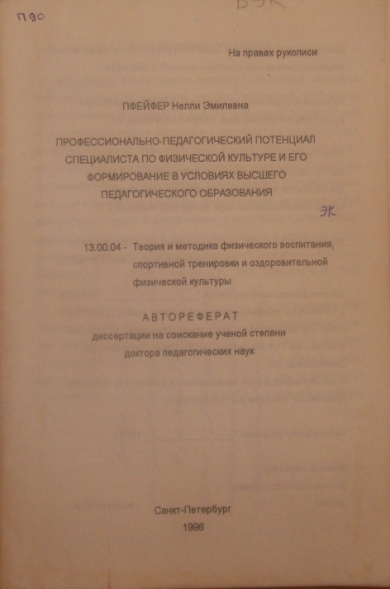 П90
На правах рукописи
ПФЕЙФЕР Нелли Эмилевна
ПРОФЕССИОНАЛЬНО-ПЕДАГОГИЧЕСКИЙ ПОТЕНЦИАЛ
СПЕЦИАЛИСТА ПО ФИЗИЧЕСКОЙ КУЛЬТУРЕ И ЕГО
ФОРМИРОВАНИЕ В УСЛОВИЯХ ВЫСШЕГО
ПЕДАГОГИЧЕСКОГО ОБРАЗОВАНИЯ
ЭК
13.00.04 - Теория и методика физического воспитания,
спортивной тренировки и оздоровительной
физической культуры
АВТОРЕФЕРАТ
диссертации на соискание ученой степени
доктора педагогических наук
Санкт-Петербург
1996